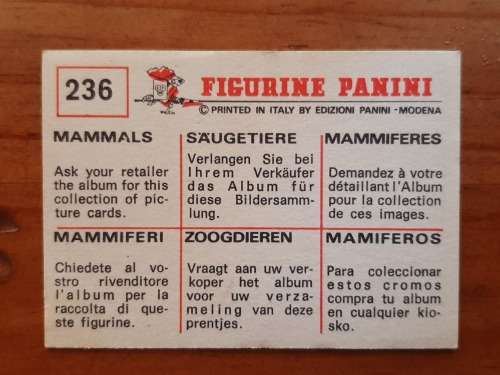 236
FIGURINE PANINI
© PRINTED IN ITALY BY EDIZIONI PANINI - MODENA
MAMMALS
Ask your retailer
the album for this
collection of pic-
ture cards.
SÄUGETIERE
Verlangen Sie bei
Ihrem Verkäufer
das Album für
diese Bildersamm-
lung.
MAMMIFERES
Demandez à votre
détaillant l'Album
pour la collection
de ces images.
MAMMIFERI
Chiedete al vo-
stro rivenditore
l'album per la
raccolta di que-
ste figurine.
ZOOGDIEREN
Vraagt aan uw ver-
koper het album
voor uw verza-
meling van deze
prentjes.
MAMIFEROS
Para coleccionar
estos cromos
compra tu album
en cualquier kio-
sko.